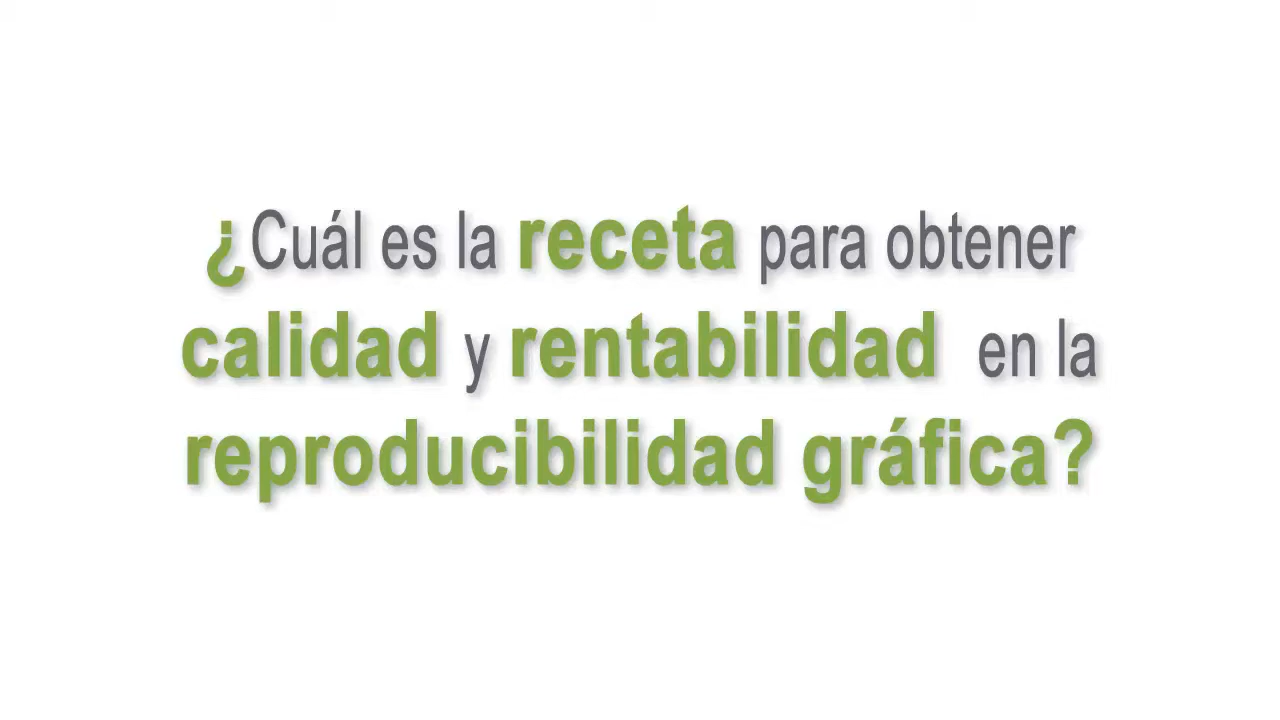 ¿Cuál es la receta para obtener
calidad y rentabilidad en la
reproducibilidad gráfica?